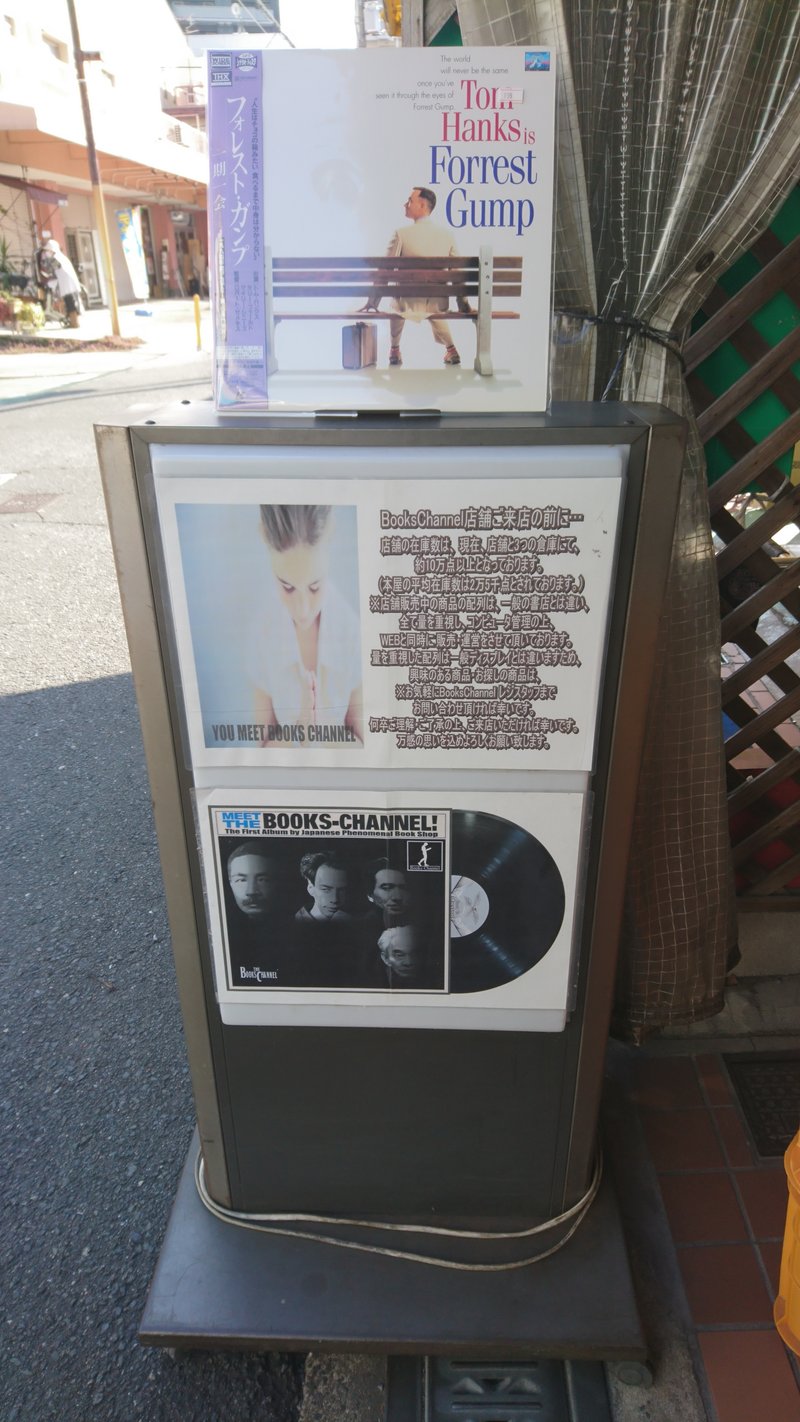 The world
will never be the same
once you've
seen it through the eyes of
Forrest Gump.
Tom
Hanks is
Forrest
Gump
THX
フォレスト・ガンプ
一期一会
BooksChannel店舗ご来店の前に…
店舗の在庫数は、現在、店舗と3つの倉庫にて、
約10万点以上となっております。
(本屋の平均在庫数は2万5千点とされております。)
※店舗販売中の商品の配列は、一般の書店とは違い、
全て量を重視し、コンピュータ管理の上、
WEBと同時に販売・運営をさせて頂いております。
量を重視した配列は一般ディスプレイとは違いますため、
興味のある商品・お探しの商品は、
※お気軽にBooksChannelレジスタッフまで
お問い合わせ頂ければ幸いです。
何卒ご理解・ご了承の上、ご来店いただければ幸いです。
万感の思いを込めよろしくお願い致します。
YOU MEET BOOKS CHANNEL
MEET THE BOOKS-CHANNEL!
The First Album by Japanese Phenomenal Book Shop
Books Channel
THE BOOKS CHANNEL